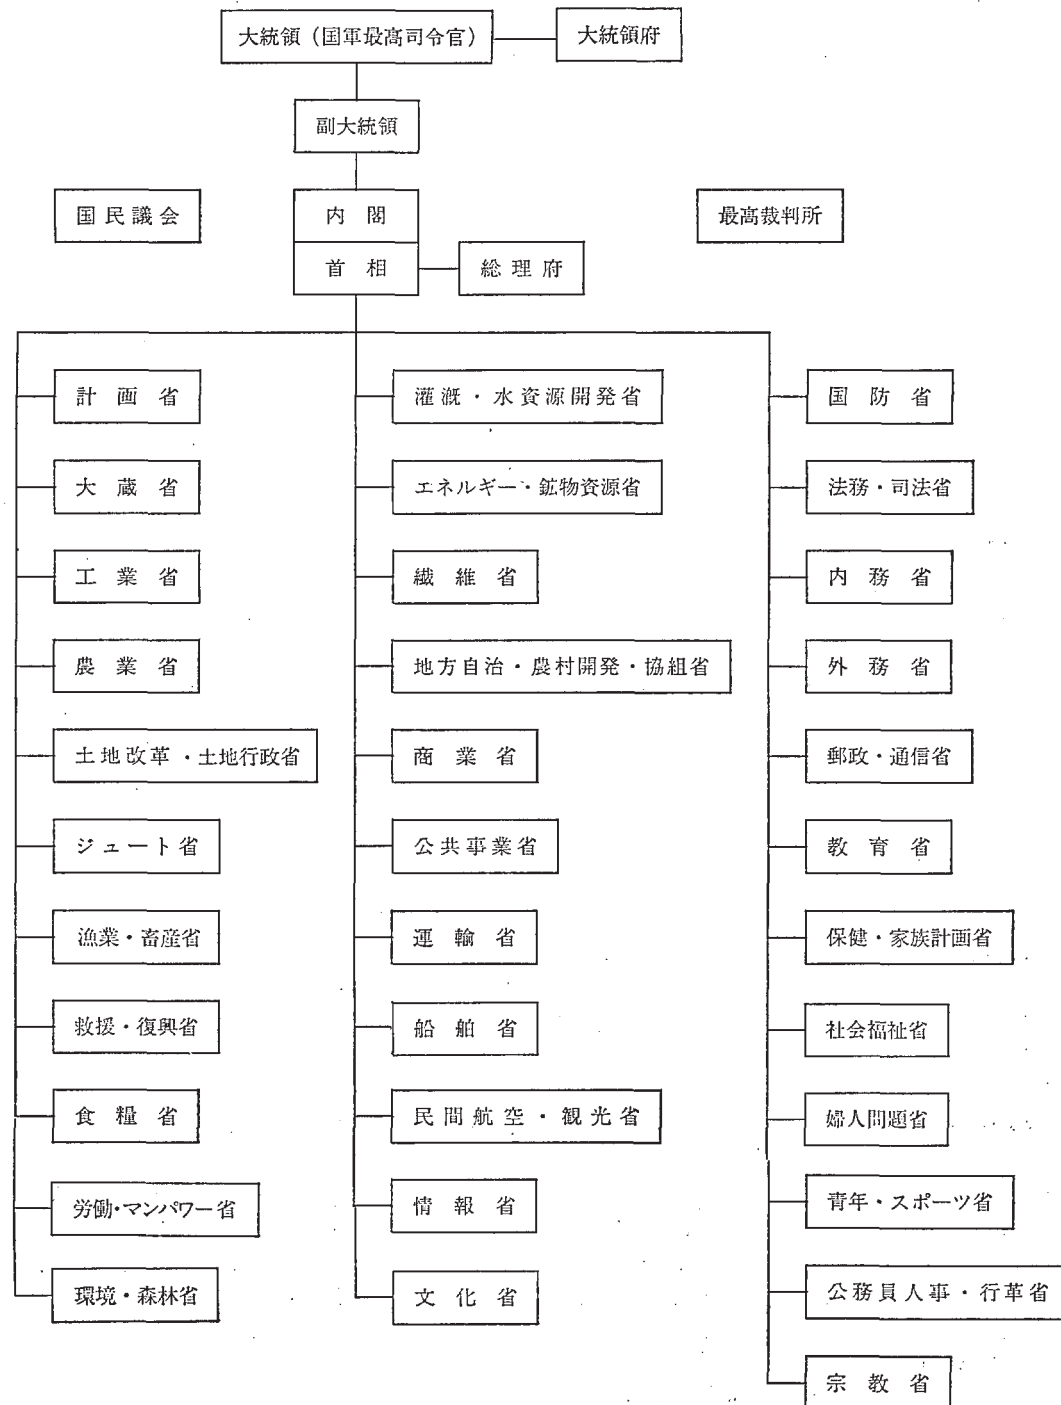 大統領（国軍最高司令官）
大統領府
副大統領
国民議会
内閣
最高裁判所
首相
総理府
計画省
大蔵省
工業省
農業省
土地改革・土地行政省
ジュート省
漁業・畜産省
救援・復興省
食糧省
労働・マンパワー省
環境・森林省
灌漑・水資源開発省
エネルギー・鉱物資源省
繊維省
地方自治・農村開発・協組省
商業省
公共事業省
運輸省
船舶省
民間航空・観光省
情報省
文化省
国防省
法務・司法省
内務省
外務省
郵政・通信省
教育省
保健・家族計画省
社会福祉省
婦人問題省
青年・スポーツ省
公務員人事・行革省
宗教省